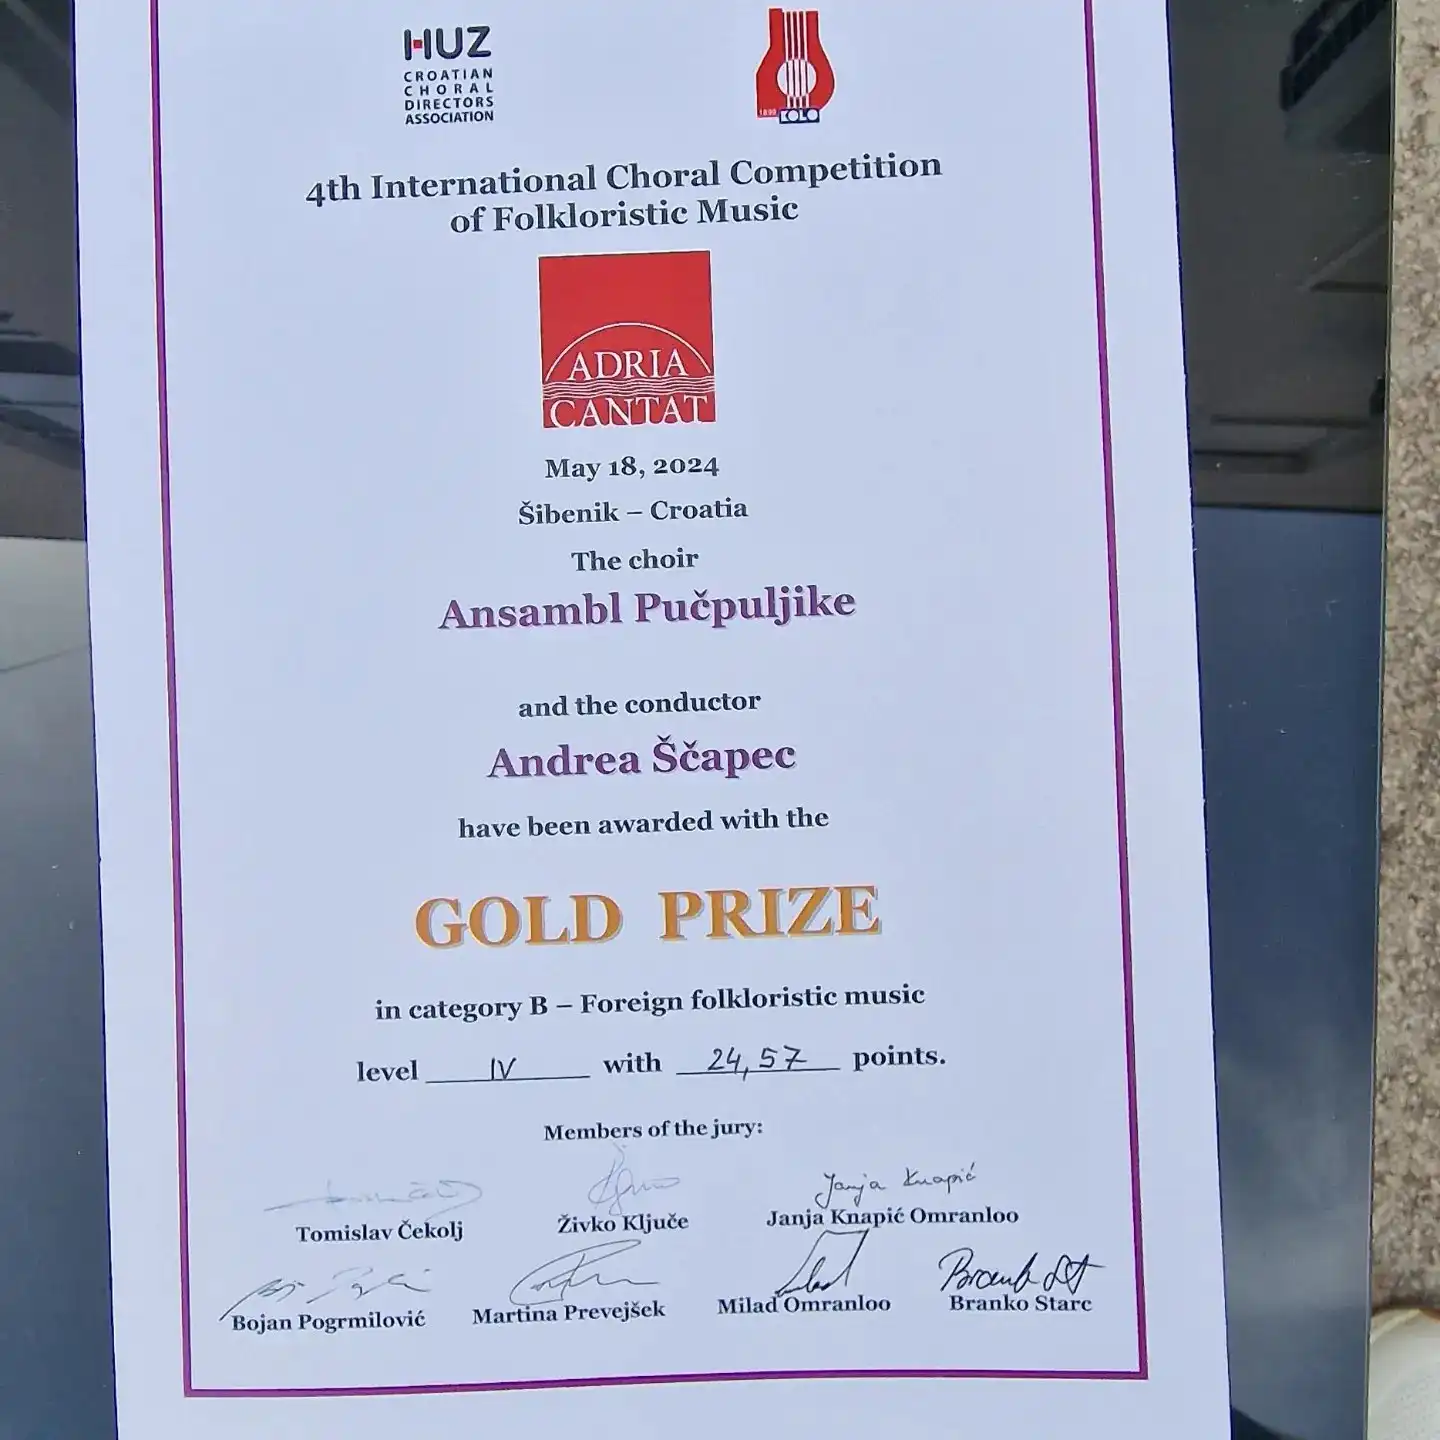 HUZ
CROATIAN
CHORAL
DIRECTORS
ASSOCIATION
1899 KOLO
4th International Choral Competition
of Folkloristic Music
ADRIA
CANTAT
May 18, 2024
Šibenik – Croatia
The choir
Ansambl Pučpuljike
and the conductor
Andrea Ščapec
have been awarded with the
GOLD PRIZE
in category B – Foreign folkloristic music
level IV with 24,57 points.
Members of the jury:
Janja Knapić
Tomislav Čekolj Živko Ključe Janja Knapić Omranloo
Bojan Pogrmilović Martina Prevejšek Milad Omranloo Branko Starc